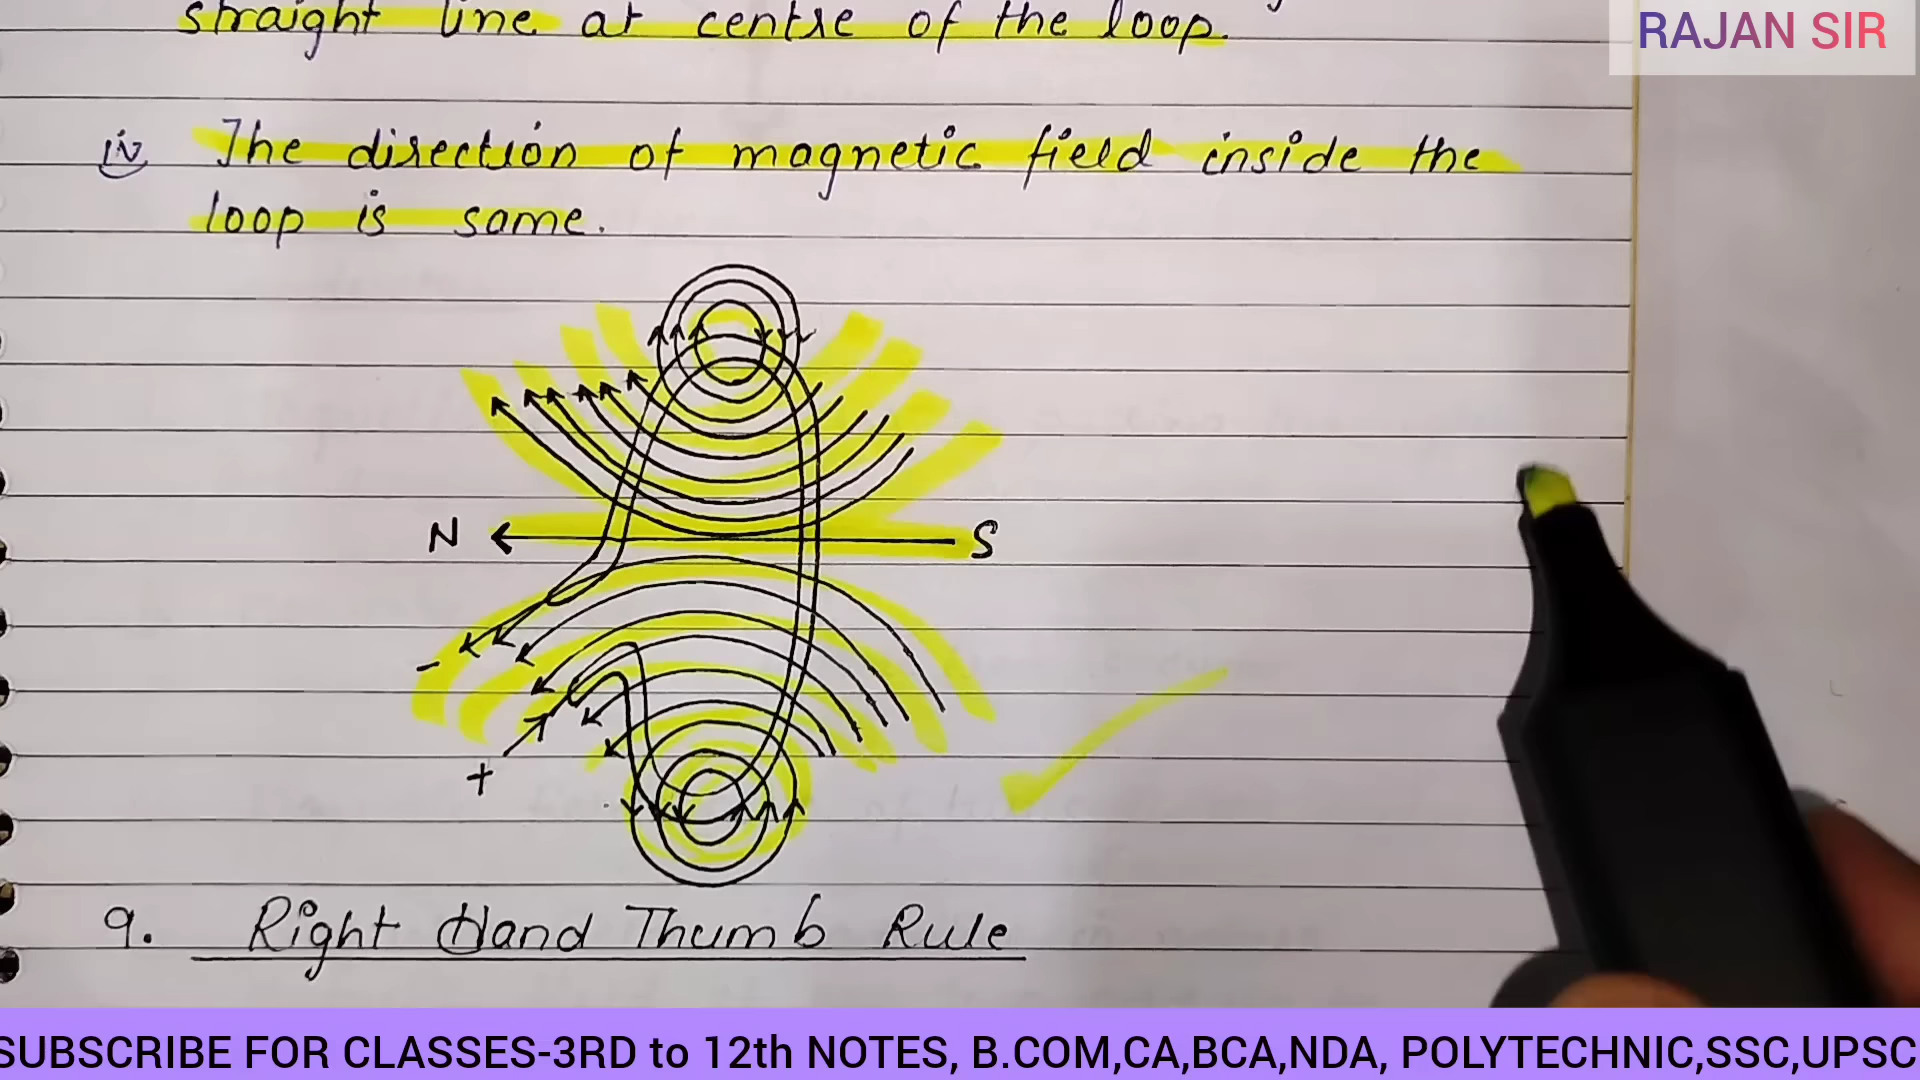 RAJAN SIR
straight line at centre of the loop.
iv The direction of magnetic field inside the
loop is same.
N S
-
+
9. Right Hand Thumb Rule
SUBSCRIBE FOR CLASSES-3RD to 12th NOTES, B.COM,CA,BCA,NDA, POLYTECHNIC,SSC,UPSC